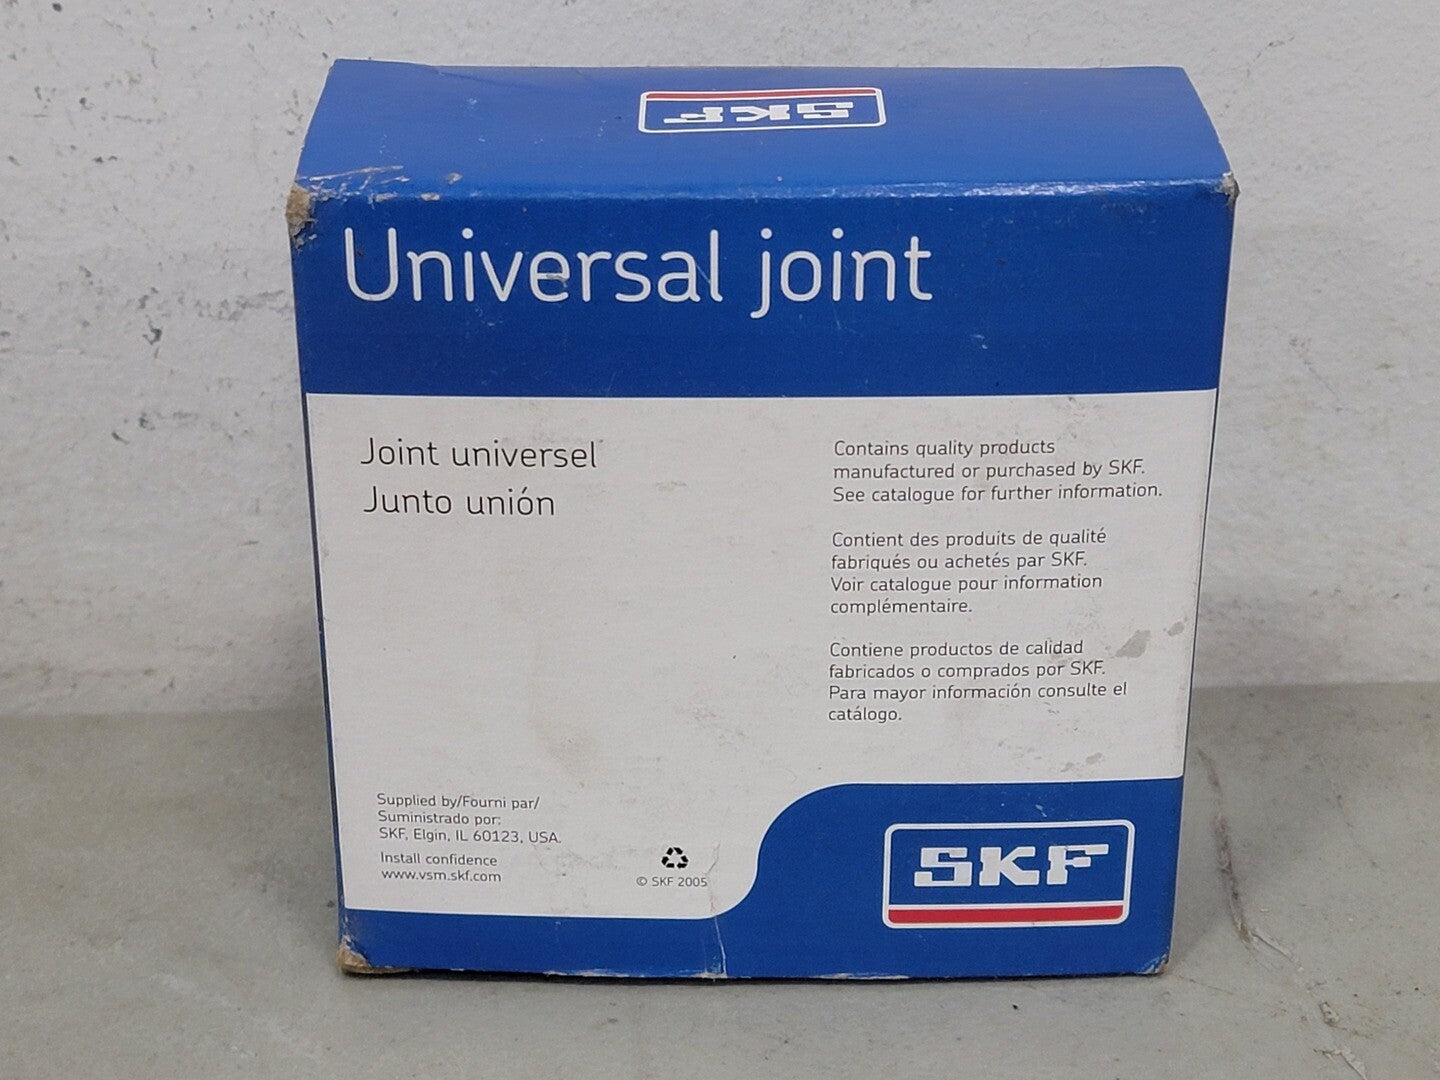 SKF
Universal joint
Joint universel
Junto unión
Contains quality products
manufactured or purchased by SKF.
See catalogue for further information.
Contient des produits de qualité
fabriqués ou achetés par SKF.
Voir catalogue pour information
complémentaire.
Contiene productos de calidad
fabricados o comprados por SKF.
Para mayor información consulte el
catálogo.
Supplied by/Fourni par/
Suministrado por:
SKF, Elgin, IL 60123, USA.
Install confidence
www.vsm.skf.com
© SKF 2005
SKF